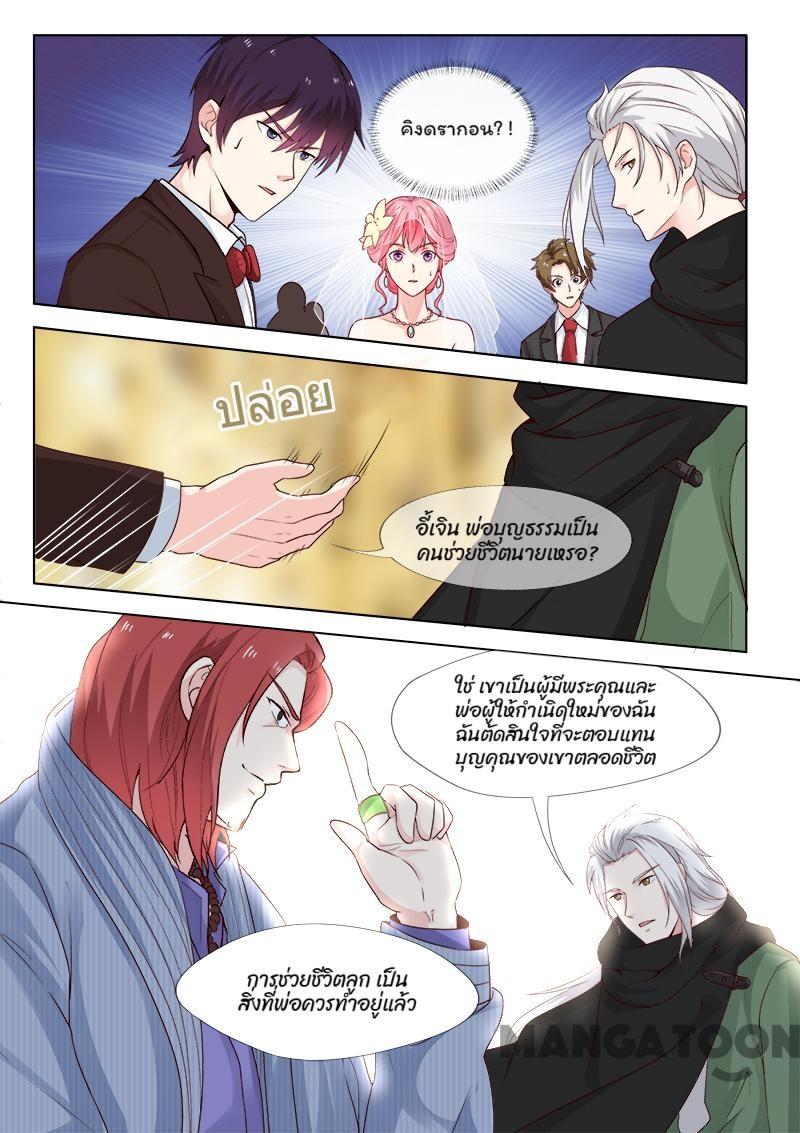 คิงดรากอน?!
ปล่อย
อี้เจิน พ่อบุญธรรมเป็น
คนช่วยชีวิตนายเหรอ?
ใช่ เขาเป็นผู้มีพระคุณและ
พ่อผู้ให้กำเนิดใหม่ของฉัน
ฉันตัดสินใจที่จะตอบแทน
บุญคุณของเขาตลอดชีวิต
การช่วยชีวิตลูก เป็น
สิ่งที่พ่อควรทำอยู่แล้ว
MANGATOON